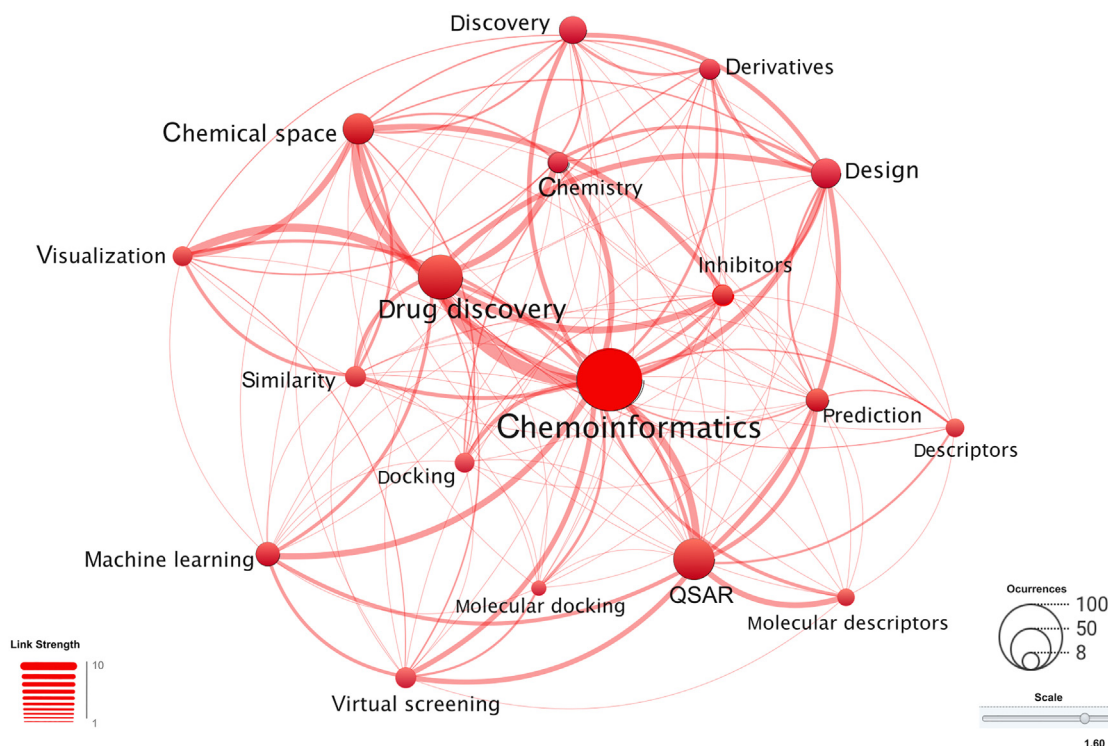 Discovery
Derivatives
Chemical space
Chemistry
Design
Visualization
Inhibitors
Drug discovery
Similarity
Chemoinformatics
Prediction
Descriptors
Docking
Machine learning
QSAR
Molecular docking
Molecular descriptors
Virtual screening
Link Strength
10
1
Ocurrences
100
50
8
Scale
1.60